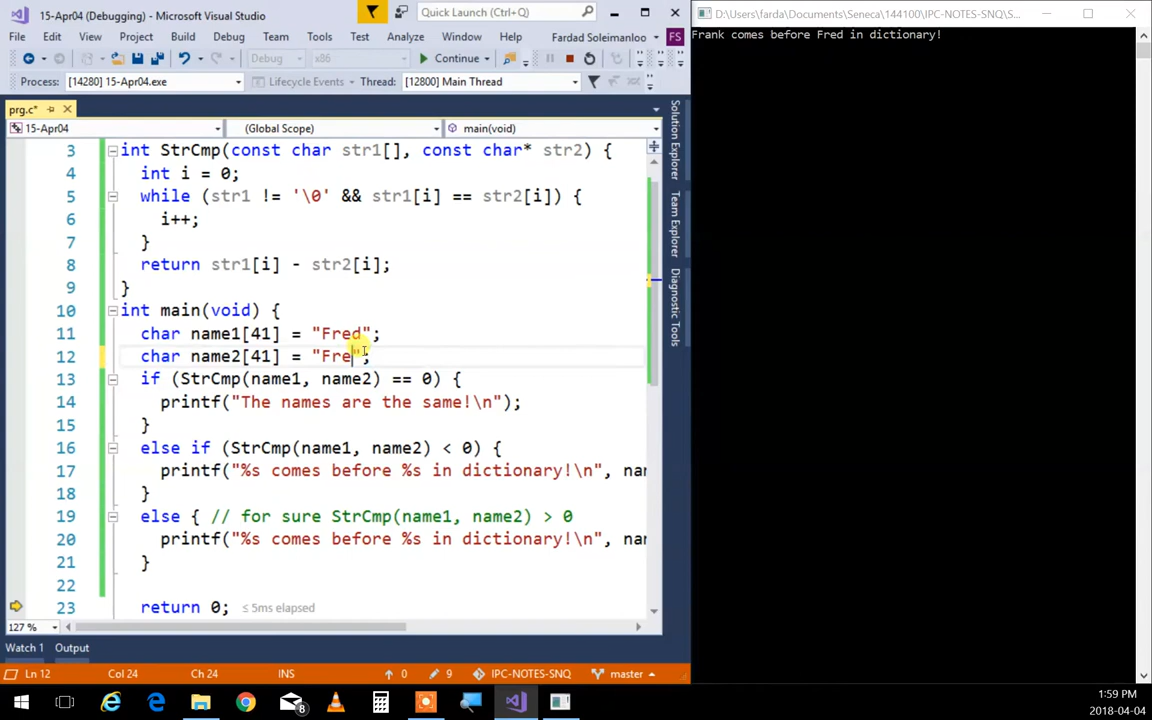 15-Apr04 (Debugging) - Microsoft Visual Studio
Quick Launch (Ctrl+Q)
File Edit View Project Build Debug Team Tools Test Analyze Window Help
Fardad Soleimanloo FS
Debug x86 Continue
Process: [14280] 15-Apr04.exe Lifecycle Events Thread: [12800] Main Thread
prg.c*
15-Apr04 (Global Scope) main(void)
3 int StrCmp(const char str1[], const char* str2) {
4 int i = 0;
5 while (str1 != '\0' && str1[i] == str2[i]) {
6 i++;
7 }
8 return str1[i] - str2[i];
9 }
10 int main(void) {
11 char name1[41] = "Fred";
12 char name2[41] = "Fre";
13 if (StrCmp(name1, name2) == 0) {
14 printf("The names are the same!\n");
15 }
16 else if (StrCmp(name1, name2) < 0) {
17 printf("%s comes before %s in dictionary!\n", nam
18 }
19 else { // for sure StrCmp(name1, name2) > 0
20 printf("%s comes before %s in dictionary!\n", nam
21 }
22
23 return 0; ≤ 5ms elapsed
127 %
Solution Explorer
Team Explorer
Diagnostic Tools
Watch 1 Output
Ln 12 Col 24 Ch 24 INS 0 9 IPC-NOTES-SNQ master
D:\Users\farda\Documents\Seneca\144100\IPC-NOTES-SNQ\S...
Frank comes before Fred in dictionary!
8
1:59 PM
2018-04-04